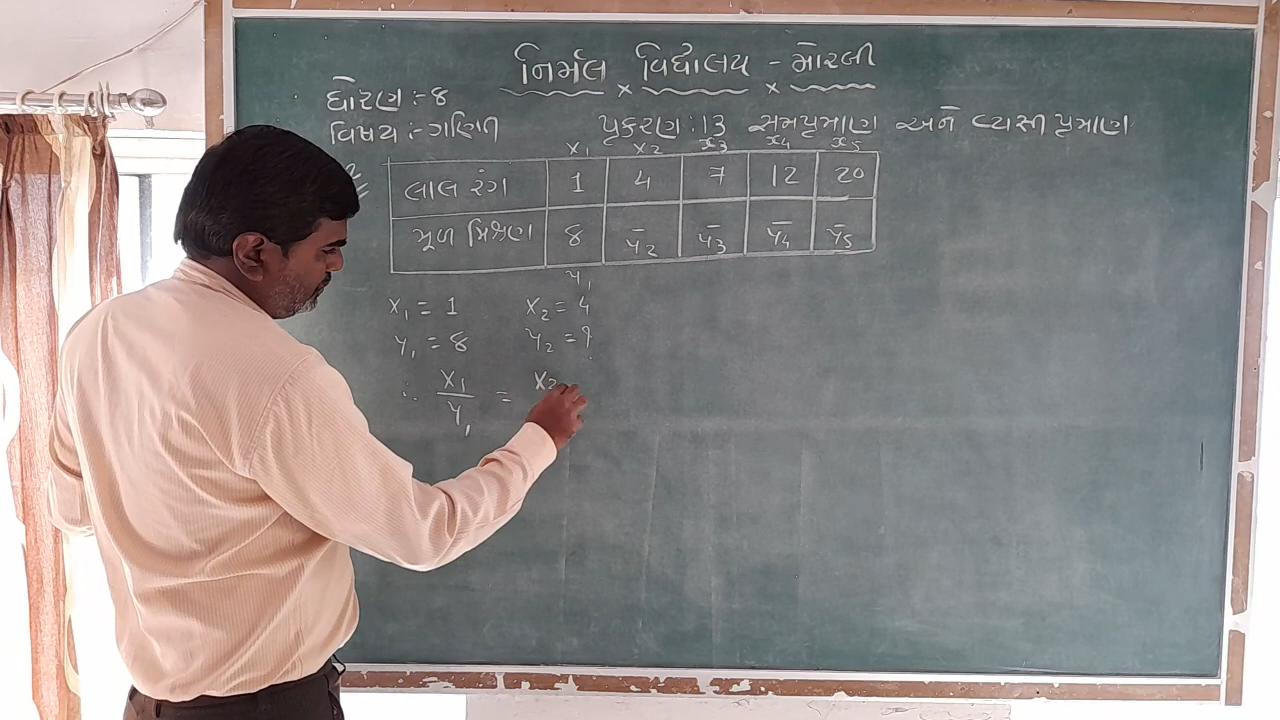 નિર્મલ વિદ્યાલય - મોરબી
ધોરણ :- ૪
વિષય :- ગણિત
પ્રકરણ : 13 સમપ્રમાણ અને વ્યસ્ત પ્રમાણ
x₁ x₂ x₃ x₄ x₅
લાલ રંગ 1 4 7 12 20
મૂળ મિશ્રણ 8 - - - -
y₁ y₂ y₃ y₄ y₅
x₁ = 1 x₂ = 4
y₁ = 8 y₂ = ?
∴ x₁/y₁ = x₂